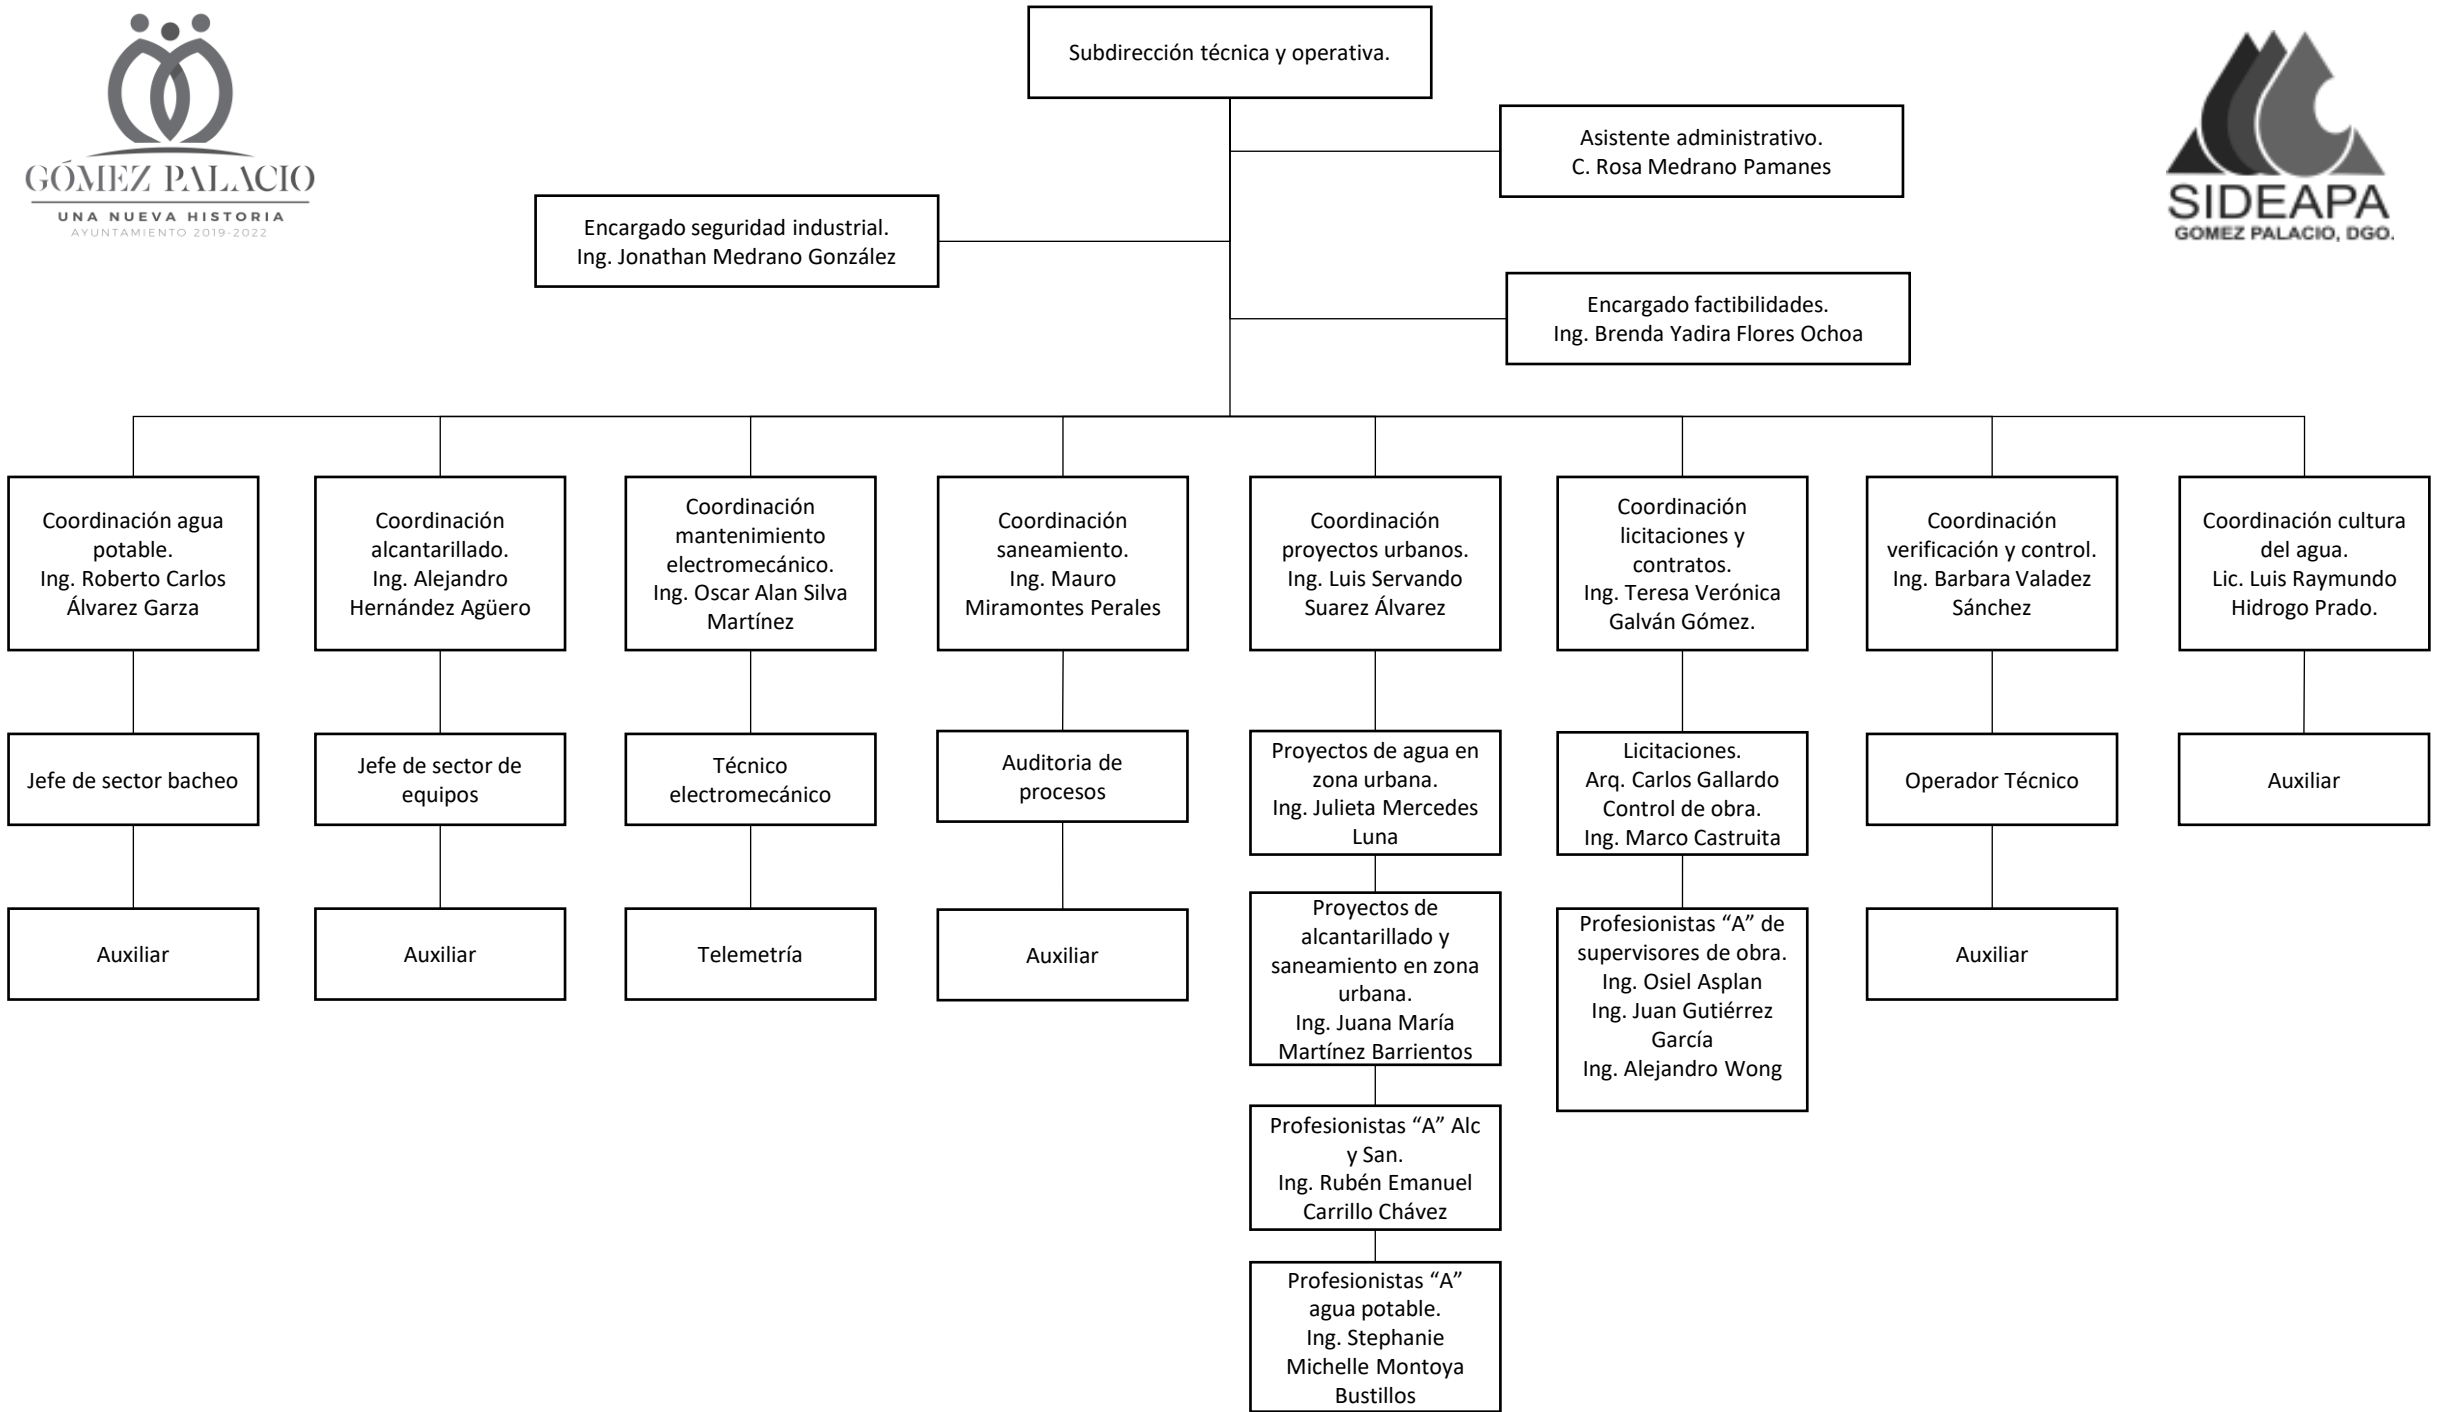 GÓMEZ PALACIO
UNA NUEVA HISTORIA
AYUNTAMIENTO 2019-2022
Subdirección técnica y operativa.
SIDEAPA
GOMEZ PALACIO, DGO.
Asistente administrativo.
C. Rosa Medrano Pamanes
Encargado seguridad industrial.
Ing. Jonathan Medrano González
Encargado factibilidades.
Ing. Brenda Yadira Flores Ochoa
Coordinación agua
potable.
Ing. Roberto Carlos
Álvarez Garza
Coordinación
alcantarillado.
Ing. Alejandro
Hernández Agüero
Coordinación
mantenimiento
electromecánico.
Ing. Oscar Alan Silva
Martínez
Coordinación
saneamiento.
Ing. Mauro
Miramontes Perales
Coordinación
proyectos urbanos.
Ing. Luis Servando
Suarez Álvarez
Coordinación
licitaciones y
contratos.
Ing. Teresa Verónica
Galván Gómez.
Coordinación
verificación y control.
Ing. Barbara Valadez
Sánchez
Coordinación cultura
del agua.
Lic. Luis Raymundo
Hidrogo Prado.
Jefe de sector bacheo
Jefe de sector de
equipos
Técnico
electromecánico
Auditoria de
procesos
Proyectos de agua en
zona urbana.
Ing. Julieta Mercedes
Luna
Licitaciones.
Arq. Carlos Gallardo
Control de obra.
Ing. Marco Castruita
Operador Técnico
Auxiliar
Auxiliar
Auxiliar
Telemetría
Auxiliar
Proyectos de
alcantarillado y
saneamiento en zona
urbana.
Ing. Juana María
Martínez Barrientos
Profesionistas “A” de
supervisores de obra.
Ing. Osiel Asplan
Ing. Juan Gutiérrez
García
Ing. Alejandro Wong
Auxiliar
Profesionistas “A” Alc
y San.
Ing. Rubén Emanuel
Carrillo Chávez
Profesionistas “A”
agua potable.
Ing. Stephanie
Michelle Montoya
Bustillos